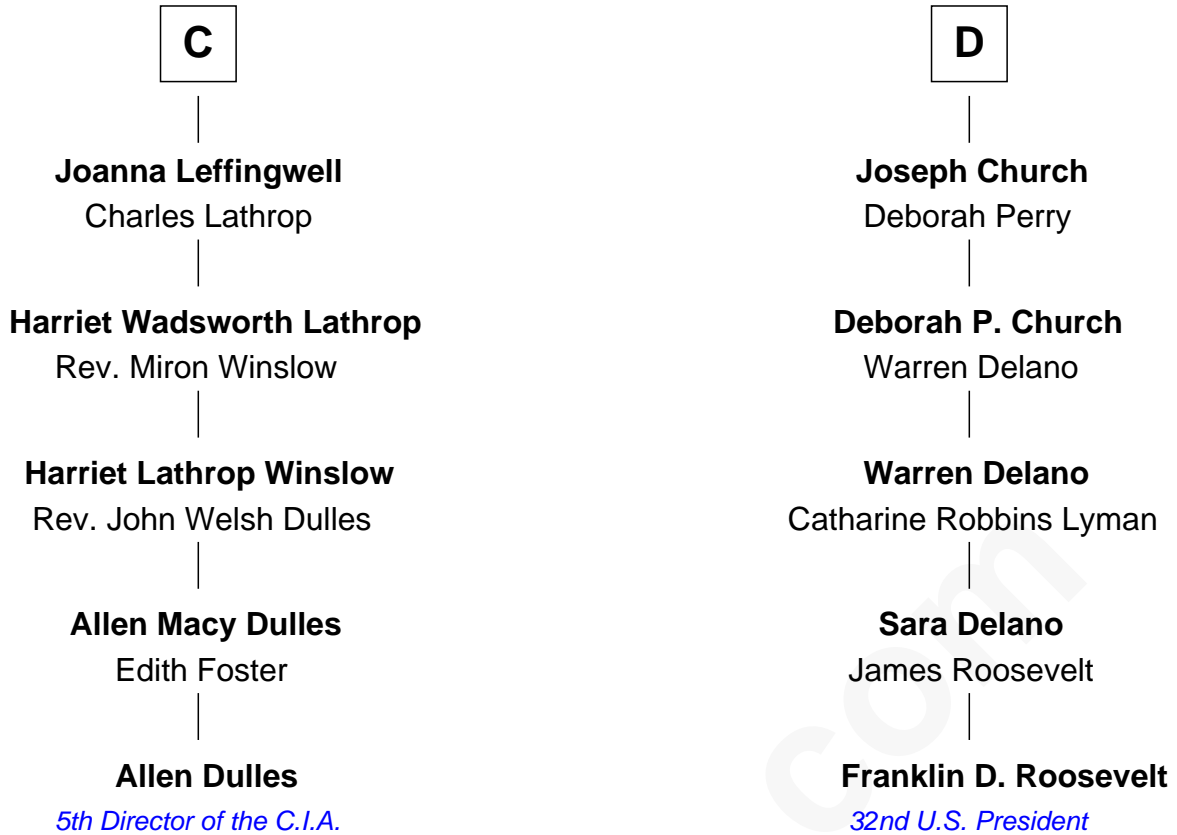 C
Joanna Leffingwell
Charles Lathrop
Harriet Wadsworth Lathrop
Rev. Miron Winslow
Harriet Lathrop Winslow
Rev. John Welsh Dulles
Allen Macy Dulles
Edith Foster
Allen Dulles
5th Director of the C.I.A.
D
Joseph Church
Deborah Perry
Deborah P. Church
Warren Delano
Warren Delano
Catharine Robbins Lyman
Sara Delano
James Roosevelt
Franklin D. Roosevelt
32nd U.S. President
com